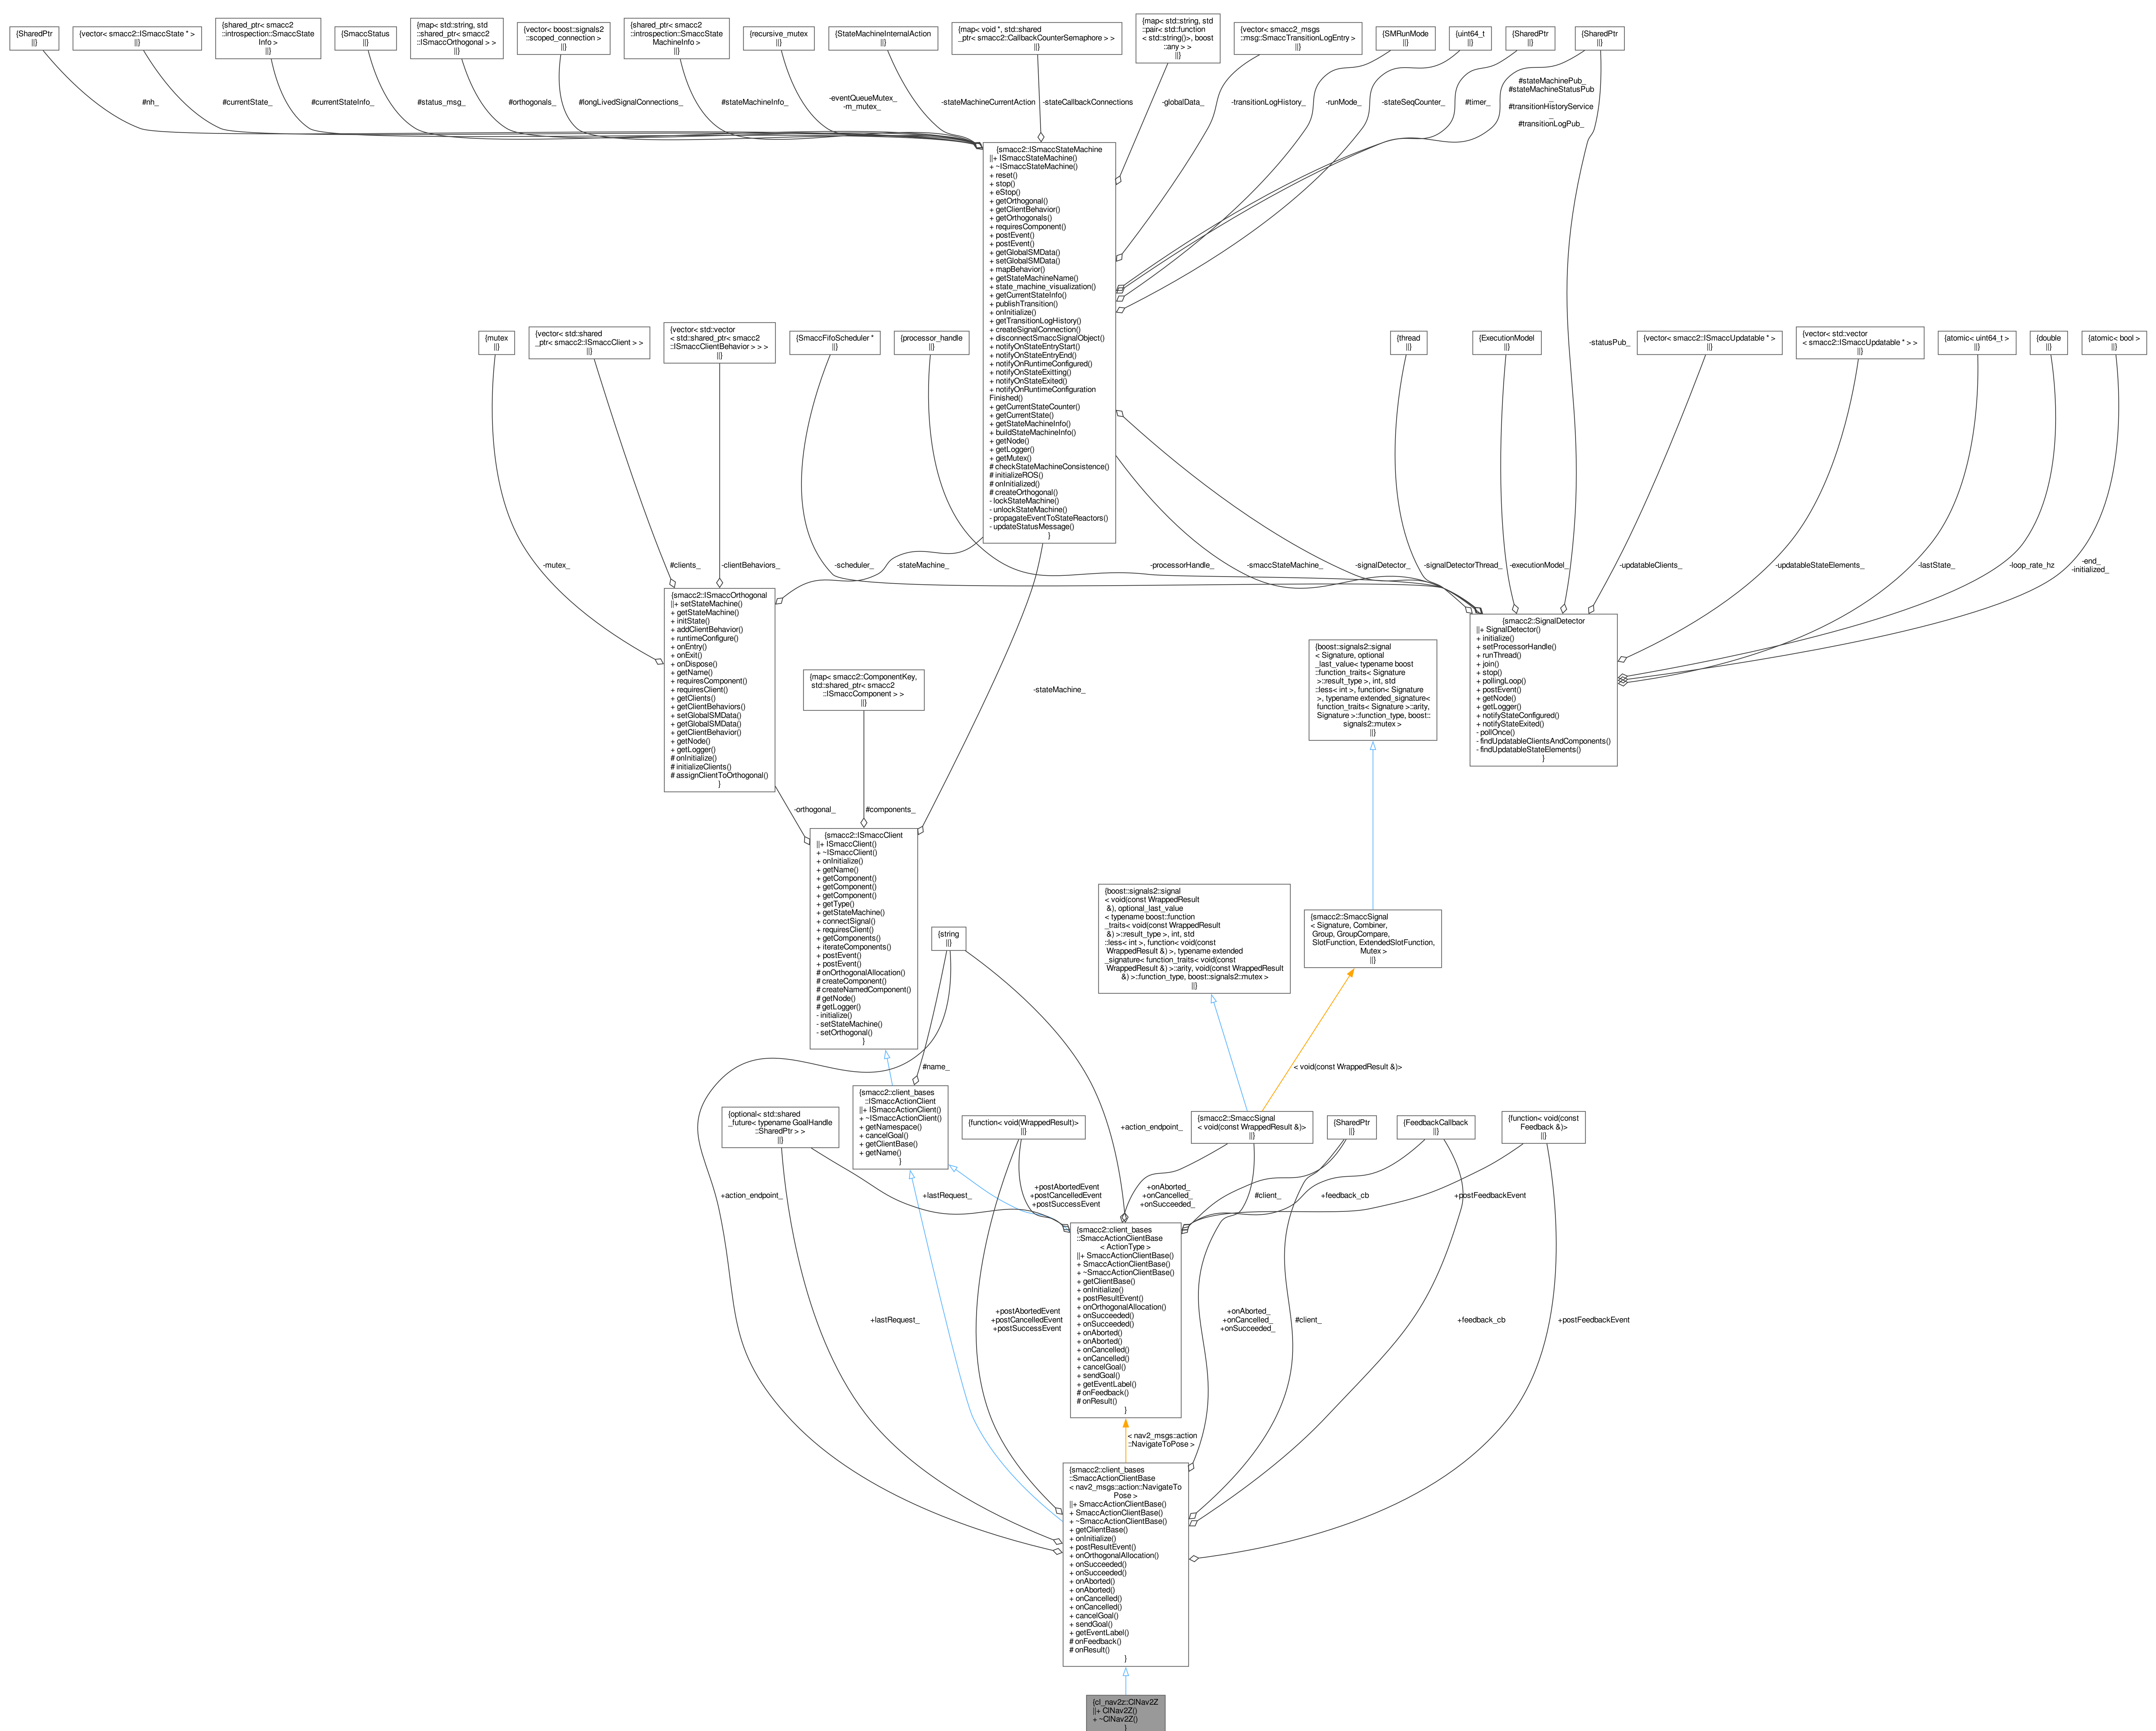 {SharedPtr
||}
{vector< smacc2::ISmaccState * >
||}
{shared_ptr< smacc2
::introspection::SmaccState
Info >
||}
{SmaccStatus
||}
{map< std::string, std
::shared_ptr< smacc2
::ISmaccOrthogonal > >
||}
{vector< boost::signals2
::scoped_connection >
||}
{shared_ptr< smacc2
::introspection::SmaccState
MachineInfo >
||}
{recursive_mutex
||}
{StateMachineInternalAction
||}
{map< void *, std::shared
_ptr< smacc2::CallbackCounterSemaphore > >
||}
{map< std::string, std
::pair< std::function
< std::string()>, boost
::any > >
||}
{vector< smacc2_msgs
::msg::SmaccTransitionLogEntry >
||}
{SMRunMode
||}
{uint64_t
||}
{SharedPtr
||}
{SharedPtr
||}
#nh_
#currentState_
#currentStateInfo_
#status_msg_
#orthogonals_
#longLivedSignalConnections_
#stateMachineInfo_
-eventQueueMutex_
-m_mutex_
-stateMachineCurrentAction
-stateCallbackConnections
-globalData_
-transitionLogHistory_
-runMode_
-stateSeqCounter_
#timer_
#stateMachinePub_
#stateMachineStatusPub
_
#transitionHistoryService
_
#transitionLogPub_
{smacc2::ISmaccStateMachine
||+ ISmaccStateMachine()
+ ~ISmaccStateMachine()
+ reset()
+ stop()
+ eStop()
+ getOrthogonal()
+ getClientBehavior()
+ getOrthogonals()
+ requiresComponent()
+ postEvent()
+ postEvent()
+ getGlobalSMData()
+ setGlobalSMData()
+ mapBehavior()
+ getStateMachineName()
+ state_machine_visualization()
+ getCurrentStateInfo()
+ publishTransition()
+ onInitialize()
+ getTransitionLogHistory()
+ createSignalConnection()
+ disconnectSmaccSignalObject()
+ notifyOnStateEntryStart()
+ notifyOnStateEntryEnd()
+ notifyOnRuntimeConfigured()
+ notifyOnStateExitting()
+ notifyOnStateExited()
+ notifyOnRuntimeConfiguration
Finished()
+ getCurrentStateCounter()
+ getCurrentState()
+ getStateMachineInfo()
+ buildStateMachineInfo()
+ getNode()
+ getLogger()
+ getMutex()
# checkStateMachineConsistence()
# initializeROS()
# onInitialized()
# createOrthogonal()
- lockStateMachine()
- unlockStateMachine()
- propagateEventToStateReactors()
- updateStatusMessage()
}
{mutex
||}
{vector< std::shared
_ptr< smacc2::ISmaccClient > >
||}
{vector< std::vector
< std::shared_ptr< smacc2
::ISmaccClientBehavior > > >
||}
{SmaccFifoScheduler *
||}
{processor_handle
||}
{thread
||}
{ExecutionModel
||}
-statusPub_
{vector< smacc2::ISmaccUpdatable * >
||}
{vector< std::vector
< smacc2::ISmaccUpdatable * > >
||}
{atomic< uint64_t >
||}
{double
||}
{atomic< bool >
||}
-mutex_
#clients_
-clientBehaviors_
-scheduler_
-stateMachine_
-processorHandle_
-smaccStateMachine_
-signalDetector_
-signalDetectorThread_
-executionModel_
-updatableClients_
-updatableStateElements_
-lastState_
-loop_rate_hz
-end_
-initialized_
{smacc2::ISmaccOrthogonal
||+ setStateMachine()
+ getStateMachine()
+ initState()
+ addClientBehavior()
+ runtimeConfigure()
+ onEntry()
+ onExit()
+ onDispose()
+ getName()
+ requiresComponent()
+ requiresClient()
+ getClients()
+ getClientBehaviors()
+ setGlobalSMData()
+ getGlobalSMData()
+ getClientBehavior()
+ getNode()
+ getLogger()
# onInitialize()
# initializeClients()
# assignClientToOrthogonal()
}
{smacc2::SignalDetector
||+ SignalDetector()
+ initialize()
+ setProcessorHandle()
+ runThread()
+ join()
+ stop()
+ pollingLoop()
+ postEvent()
+ getNode()
+ getLogger()
+ notifyStateConfigured()
+ notifyStateExited()
- pollOnce()
- findUpdatableClientsAndComponents()
- findUpdatableStateElements()
}
{boost::signals2::signal
< Signature, optional
_last_value< typename boost
::function_traits< Signature
>::result_type >, int, std
::less< int >, function< Signature
>, typename extended_signature<
function_traits< Signature >::arity,
Signature >::function_type, boost::
signals2::mutex >
||}
{map< smacc2::ComponentKey,
std::shared_ptr< smacc2
::ISmaccComponent > >
||}
-stateMachine_
-orthogonal_
#components_
{smacc2::ISmaccClient
||+ ISmaccClient()
+ ~ISmaccClient()
+ onInitialize()
+ getName()
+ getComponent()
+ getComponent()
+ getComponent()
+ getType()
+ getStateMachine()
+ connectSignal()
+ requiresClient()
+ getComponents()
+ iterateComponents()
+ postEvent()
+ postEvent()
# onOrthogonalAllocation()
# createComponent()
# createNamedComponent()
# getNode()
# getLogger()
- initialize()
- setStateMachine()
- setOrthogonal()
}
{string
||}
{boost::signals2::signal
< void(const WrappedResult
&), optional_last_value
< typename boost::function
_traits< void(const WrappedResult
&) >::result_type >, int, std
::less< int >, function< void(const
WrappedResult &) >, typename extended
_signature< function_traits< void(const
WrappedResult &) >::arity, void(const WrappedResult
&) >::function_type, boost::signals2::mutex >
||}
{smacc2::SmaccSignal
< Signature, Combiner,
Group, GroupCompare,
SlotFunction, ExtendedSlotFunction,
Mutex >
||}
#name_
< void(const WrappedResult &)>
{optional< std::shared
_future< typename GoalHandle
::SharedPtr > >
||}
{smacc2::client_bases
::ISmaccActionClient
||+ ISmaccActionClient()
+ ~ISmaccActionClient()
+ getNamespace()
+ cancelGoal()
+ getClientBase()
+ getName()
}
{function< void(WrappedResult)>
||}
+action_endpoint_
{smacc2::SmaccSignal
< void(const WrappedResult &)>
||}
{SharedPtr
||}
{FeedbackCallback
||}
{function< void(const
Feedback &)>
||}
+action_endpoint_
+lastRequest_
+postAbortedEvent
+postCancelledEvent
+postSuccessEvent
+onAborted_
+onCancelled_
+onSucceeded_
#client_
+feedback_cb
+postFeedbackEvent
{smacc2::client_bases
::SmaccActionClientBase
< ActionType >
||+ SmaccActionClientBase()
+ SmaccActionClientBase()
+ ~SmaccActionClientBase()
+ getClientBase()
+ onInitialize()
+ postResultEvent()
+ onOrthogonalAllocation()
+ onSucceeded()
+ onSucceeded()
+ onAborted()
+ onAborted()
+ onCancelled()
+ onCancelled()
+ cancelGoal()
+ sendGoal()
+ getEventLabel()
# onFeedback()
# onResult()
}
+lastRequest_
+postAbortedEvent
+postCancelledEvent
+postSuccessEvent
+onAborted_
+onCancelled_
+onSucceeded_
#client_
+feedback_cb
+postFeedbackEvent
< nav2_msgs::action
::NavigateToPose >
{smacc2::client_bases
::SmaccActionClientBase
< nav2_msgs::action::NavigateTo
Pose >
||+ SmaccActionClientBase()
+ SmaccActionClientBase()
+ ~SmaccActionClientBase()
+ getClientBase()
+ onInitialize()
+ postResultEvent()
+ onOrthogonalAllocation()
+ onSucceeded()
+ onSucceeded()
+ onAborted()
+ onAborted()
+ onCancelled()
+ onCancelled()
+ cancelGoal()
+ sendGoal()
+ getEventLabel()
# onFeedback()
# onResult()
}
{cl_nav2z::ClNav2Z
||+ ClNav2Z()
+ ~ClNav2Z()
}